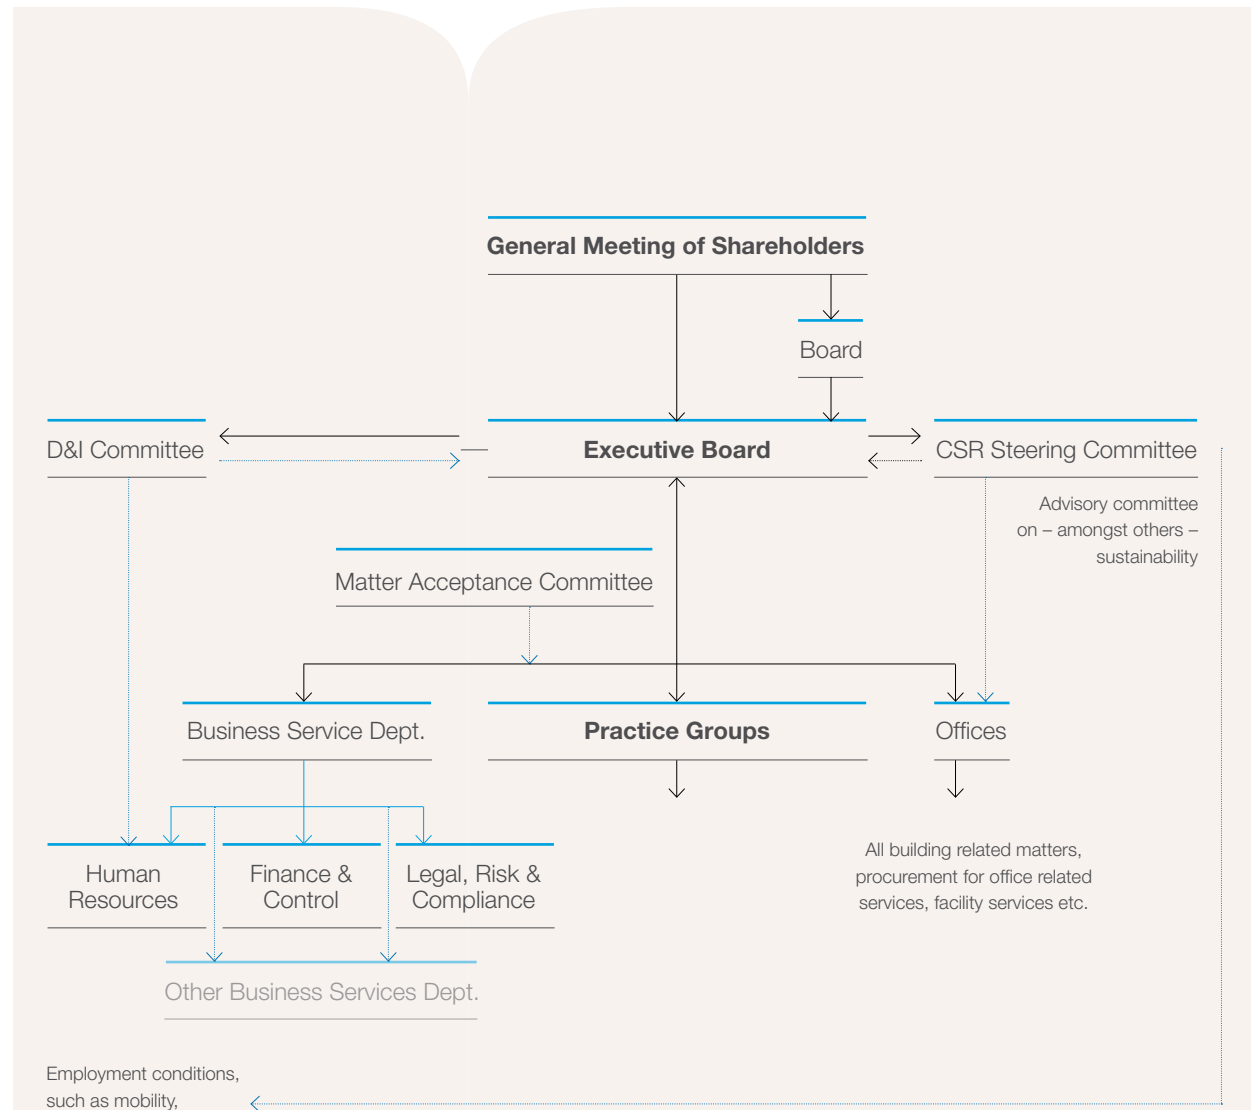 General Meeting of Shareholders
Board
D&I Committee
Executive Board
CSR Steering Committee
Advisory committee
on – amongst others –
sustainability
Matter Acceptance Committee
Business Service Dept.
Practice Groups
Offices
Human
Resources
Finance &
Control
Legal, Risk &
Compliance
All building related matters,
procurement for office related
services, facility services etc.
Other Business Services Dept.
Employment conditions,
such as mobility,